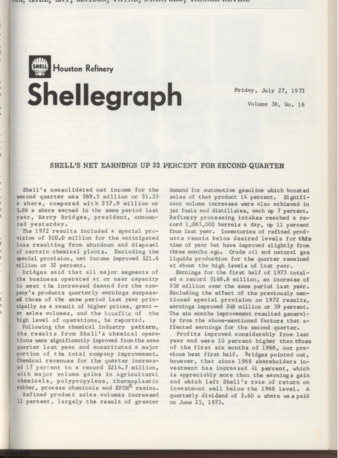 SHELL
Houston Refinery
Shellegraph
Friday, July 27, 1973
Volume 38, No. 16
SHELL'S NET EARNINGS UP 32 PERCENT FOR SECOND QUARTER
Shell's consolidated net income for the
second quarter was $89.5 million or $1.33
a share, compared with $57.9 million or
$.86 a share earned in the same period last
year, Harry Bridges, president, announ-
ced yesterday.
The 1972 results included a special pro-
vision of $10.0 million for the anticipated
loss resulting from shutdown and disposal
of certain chemical plants. Excluding the
special provision, net income improved $21.6
million or 32 percent.
Bridges said that all major segments of
the business operated at or near capacity
to meet the increased demand for the com-
pany's products quarterly earnings surpass-
ed those of the same period last year prin-
cipally as a result of higher prices, great-
er sales volumes, and the benefits of the
high level of operations, he reported.
Following the chemical industry pattern,
the results from Shell's chemical opera-
tions were significantly improved from the same
quarter last year and constituted a major
portion of the total company improvement.
Chemical revenues for the quarter increas-
ed 17 percent to a record $214.7 million,
with major volume gains in agricultural
chemicals, polypropylene, thermoplastic
rubber, process chemicals and EPON® resins.
Refined product sales volumes increased
11 percent, largely the result of greater
demand for automotive gasoline which boosted
sales of that product 14 percent. Signifi-
cant volume increases were also achieved in
jet fuels and distillates, each up 7 percent.
Refinery processing intakes reached a re-
cord 1,083,000 barrels a day, up 11 percent
from last year. Inventories of refined pro-
ducts remain below desired levels for this
time of year but have improved slightly from
three months ago. Crude oil and natural gas
liquids production for the quarter remained
at about the high levels of last year.
Earnings for the first half of 1973 total-
ed a record $169.8 million, an increase of
$58 million over the same period last year.
Excluding the effect of the previously men-
tioned special provision on 1972 results,
earnings improved $48 million or 39 percent.
The six months improvement resulted general-
ly from the above-mentioned factors that a-
ffected earnings for the second quarter.
Profits improved considerably from last
year and were 10 percent higher than those
of the first six months of 1968, our pre-
vious best first half. Bridges pointed out,
however, that since 1968 shareholders in-
vestment has increased 41 percent, which
is appreciably more than the earnings gain
and which left Shell's rate of return on
investment well below the 1968 level. A
quarterly dividend of $.60 a share was paid
on June 25, 1973.